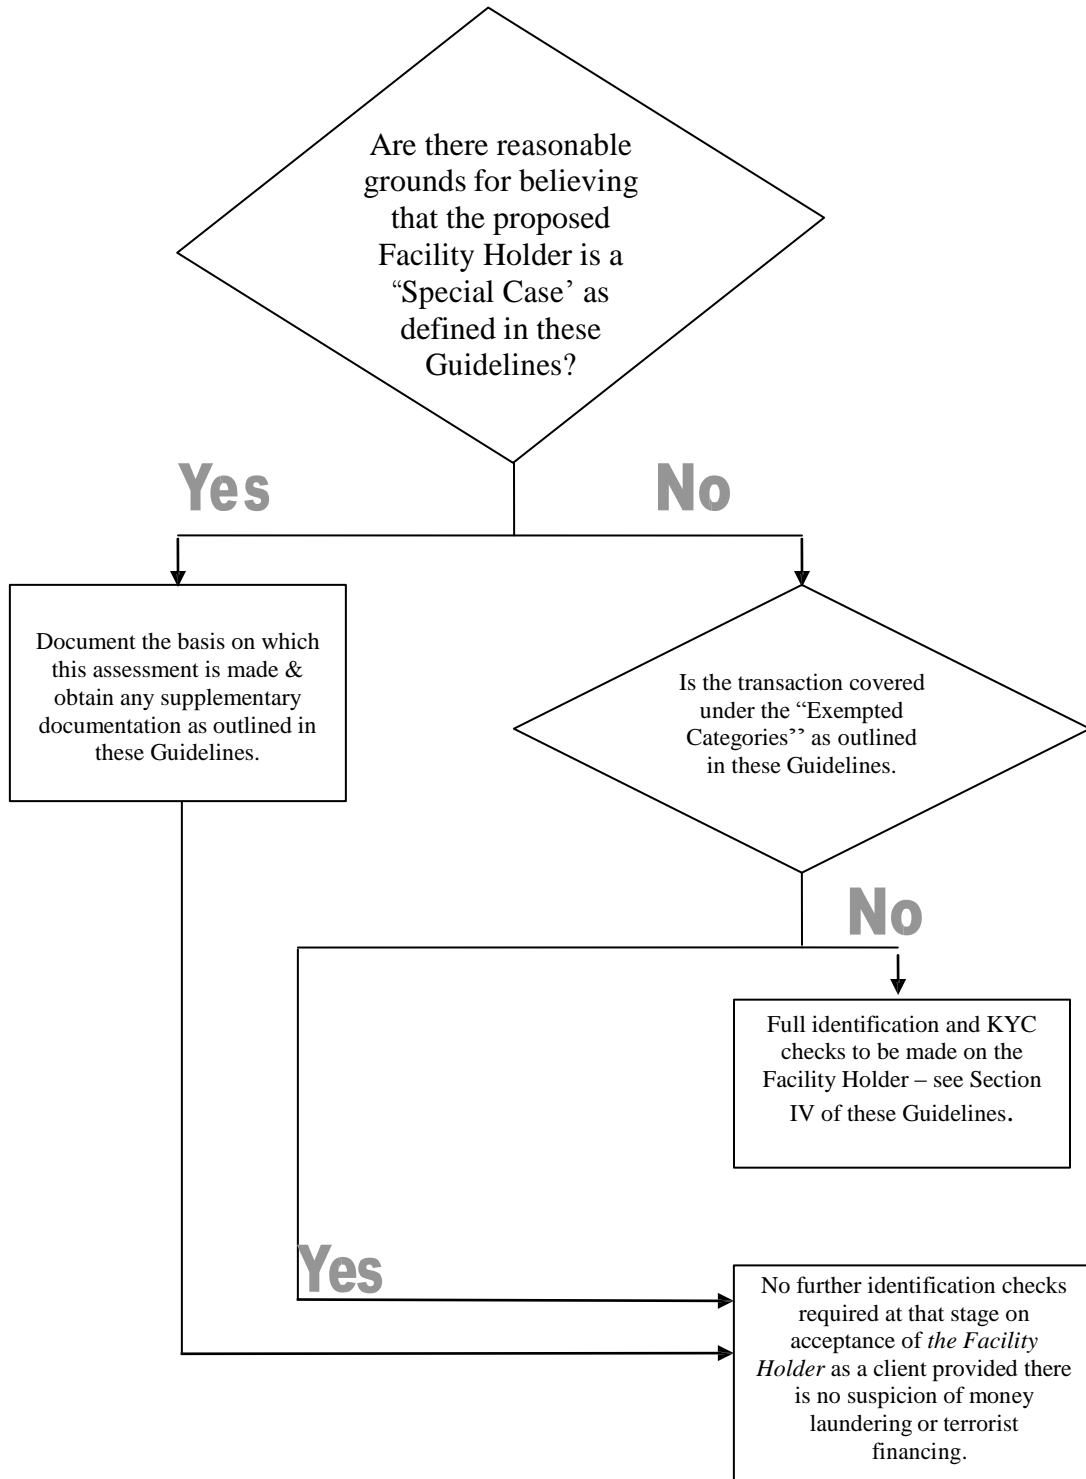 Are there reasonable
grounds for believing
that the proposed
Facility Holder is a
“Special Case’ as
defined in these
Guidelines?
Yes
No
Document the basis on which
this assessment is made &
obtain any supplementary
documentation as outlined in
these Guidelines.
Is the transaction covered
under the “Exempted
Categories’’ as outlined
in these Guidelines.
No
Full identification and KYC
checks to be made on the
Facility Holder – see Section
IV of these Guidelines.
Yes
No further identification checks
required at that stage on
acceptance of the Facility
Holder as a client provided there
is no suspicion of money
laundering or terrorist
financing.